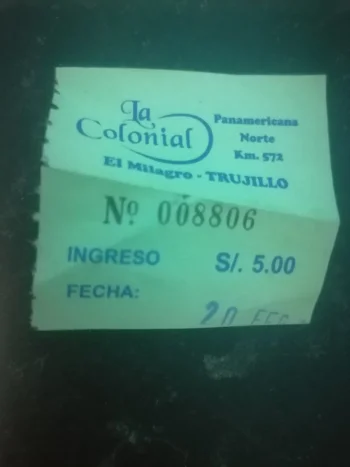 La
Colonial
Panamericana
Norte
Km. 572
El Milagro - TRUJILLO
Nº 008806
INGRESO S/. 5.00
FECHA:
20